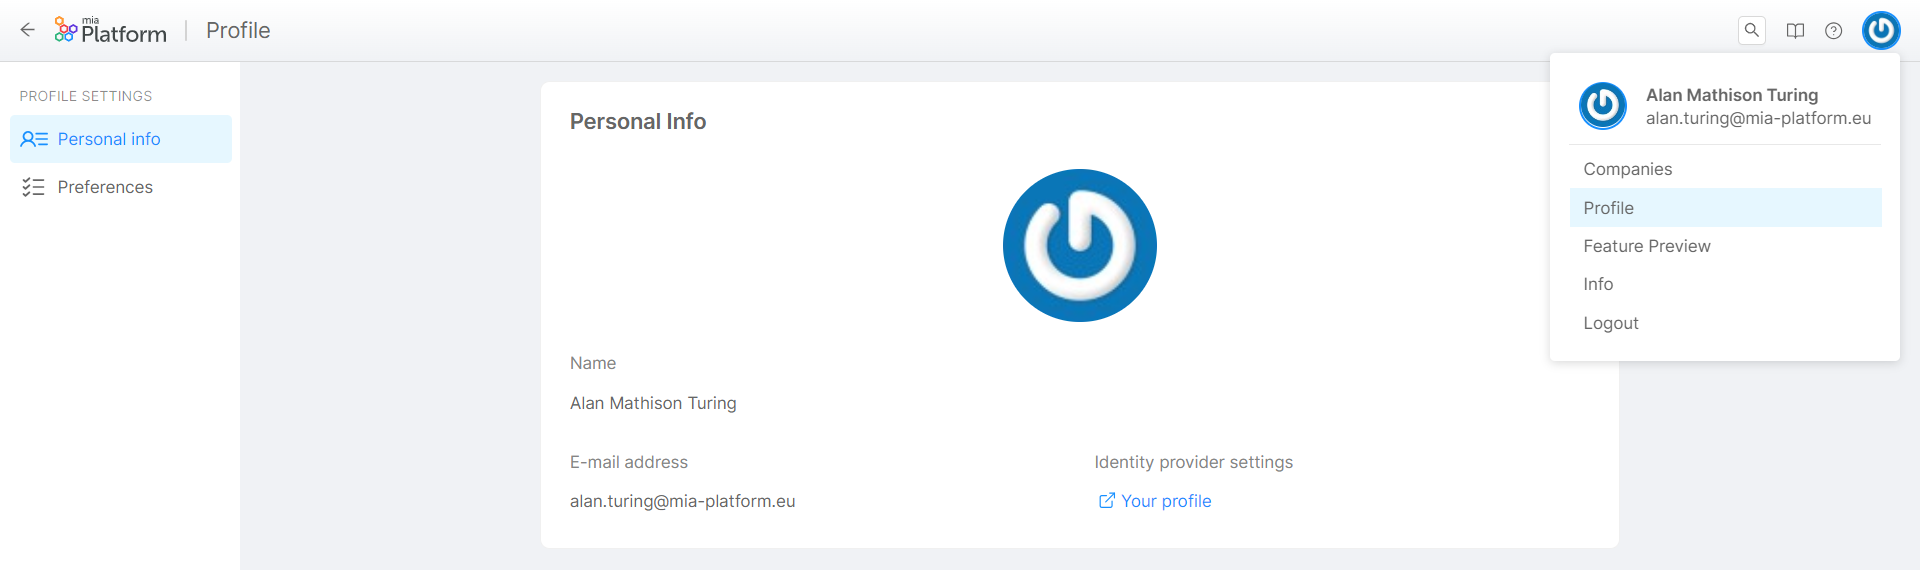 mia
Platform
Profile
PROFILE SETTINGS
Personal info
Preferences
Personal Info
Name
Alan Mathison Turing
E-mail address
alan.turing@mia-platform.eu
Identity provider settings
Your profile
Alan Mathison Turing
alan.turing@mia-platform.eu
Companies
Profile
Feature Preview
Info
Logout